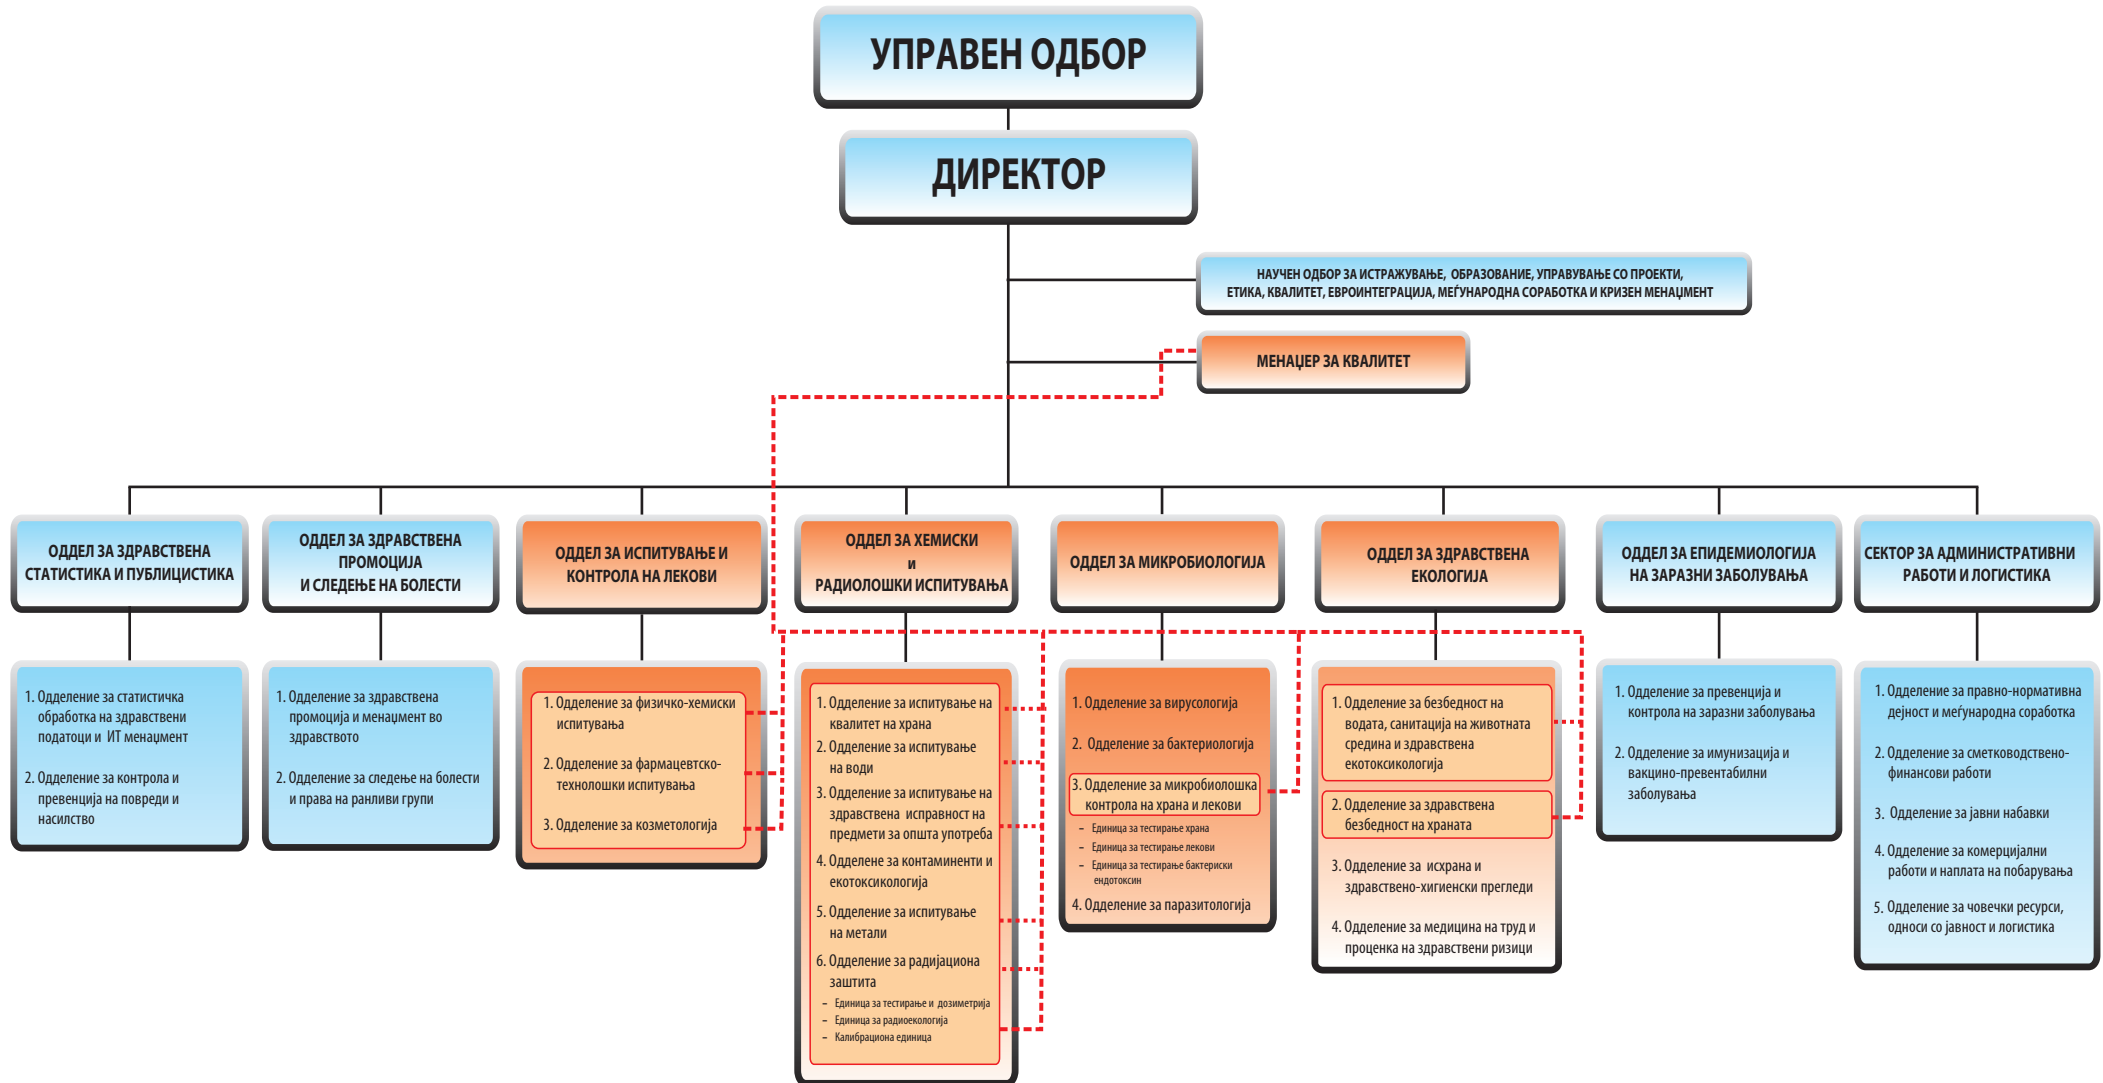 УПРАВЕН ОДБОР
ДИРЕКТОР
НАУЧЕН ОДБОР ЗА ИСТРАЖУВАЊЕ, ОБРАЗОВАНИЕ, УПРАВУВАЊЕ СО ПРОЕКТИ,
ЕТИКА, КВАЛИТЕТ, ЕВРОИНТЕГРАЦИЈА, МЕЃУНАРОДНА СОРАБОТКА И КРИЗЕН МЕНАЏМЕНТ
МЕНАЏЕР ЗА КВАЛИТЕТ
ОДДЕЛ ЗА ЗДРАВСТВЕНА
СТАТИСТИКА И ПУБЛИЦИСТИКА
ОДДЕЛ ЗА ЗДРАВСТВЕНА
ПРОМОЦИЈА
И СЛЕДЕЊЕ НА БОЛЕСТИ
ОДДЕЛ ЗА ИСПИТУВАЊЕ И
КОНТРОЛА НА ЛЕКОВИ
ОДДЕЛ ЗА ХЕМИСКИ
и
РАДИОЛОШКИ ИСПИТУВАЊА
ОДДЕЛ ЗА МИКРОБИОЛОГИЈА
ОДДЕЛ ЗА ЗДРАВСТВЕНА
ЕКОЛОГИЈА
ОДДЕЛ ЗА ЕПИДЕМИОЛОГИЈА
НА ЗАРАЗНИ ЗАБОЛУВАЊА
СЕКТОР ЗА АДМИНИСТРАТИВНИ
РАБОТИ И ЛОГИСТИКА
1. Одделение за статистичка
обработка на здравствени
податоци и ИТ менаџмент
2. Одделение за контрола и
превенција на повреди и
насилство
1. Одделение за здравствена
промоција и менаџмент во
здравството
2. Одделение за следење на болести
и права на ранливи групи
1. Одделение за физичко-хемиски
испитувања
2. Одделение за фармацевтско-
технолошки испитувања
3. Одделение за козметологија
1. Одделение за испитување на
квалитет на храна
2. Одделение за испитување
на води
3. Одделение за испитување на
здравствена исправност на
предмети за општа употреба
4. Одделене за контаминенти и
екотоксикологија
5. Одделение за испитување
на метали
6. Одделение за радијациона
заштита
- Единица за тестирање и дозиметрија
- Единица за радиоекологија
- Калибрациона единица
1. Одделение за вирусологија
2. Одделение за бактериологија
3. Одделение за микробиолошка
контрола на храна и лекови
- Единица за тестирање храна
- Единица за тестирање лекови
- Единица за тестирање бактериски
ендотоксин
4. Одделение за паразитологија
1. Одделение за безбедност на
водата, санитација на животната
средина и здравствена
екотоксикологија
2. Одделение за здравствена
безбедност на храната
3. Одделение за исхрана и
здравствено-хигиенски прегледи
4. Одделение за медицина на труд и
проценка на здравствени ризици
1. Одделение за превенција и
контрола на заразни заболувања
2. Одделение за имунизација и
вакцино-превентабилни
заболувања
1. Одделение за правно-нормативна
дејност и меѓународна соработка
2. Одделение за сметководствено-
финансови работи
3. Одделение за јавни набавки
4. Одделение за комерцијални
работи и наплата на побарувања
5. Одделение за човечки ресурси,
односи со јавност и логистика